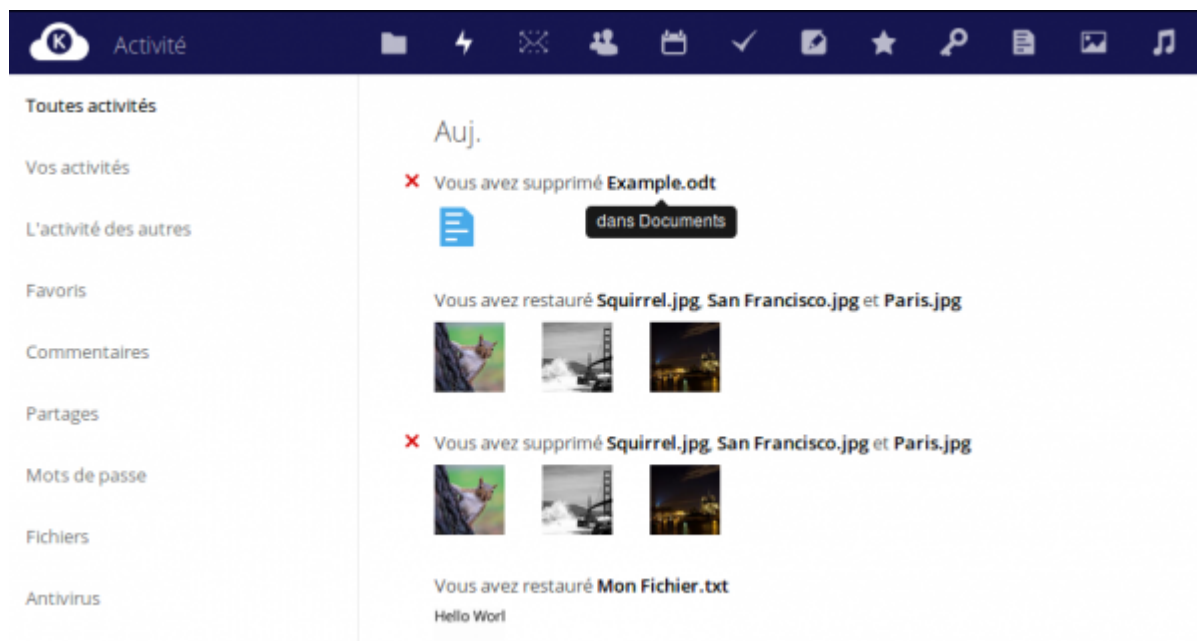 K Activité
Toutes activités
Vos activités
L'activité des autres
Favoris
Commentaires
Partages
Mots de passe
Fichiers
Antivirus
Auj.
Vous avez supprimé Example.odt
dans Documents
Vous avez restauré Squirrel.jpg, San Francisco.jpg et Paris.jpg
Vous avez supprimé Squirrel.jpg, San Francisco.jpg et Paris.jpg
Vous avez restauré Mon Fichier.txt
Hello Worl